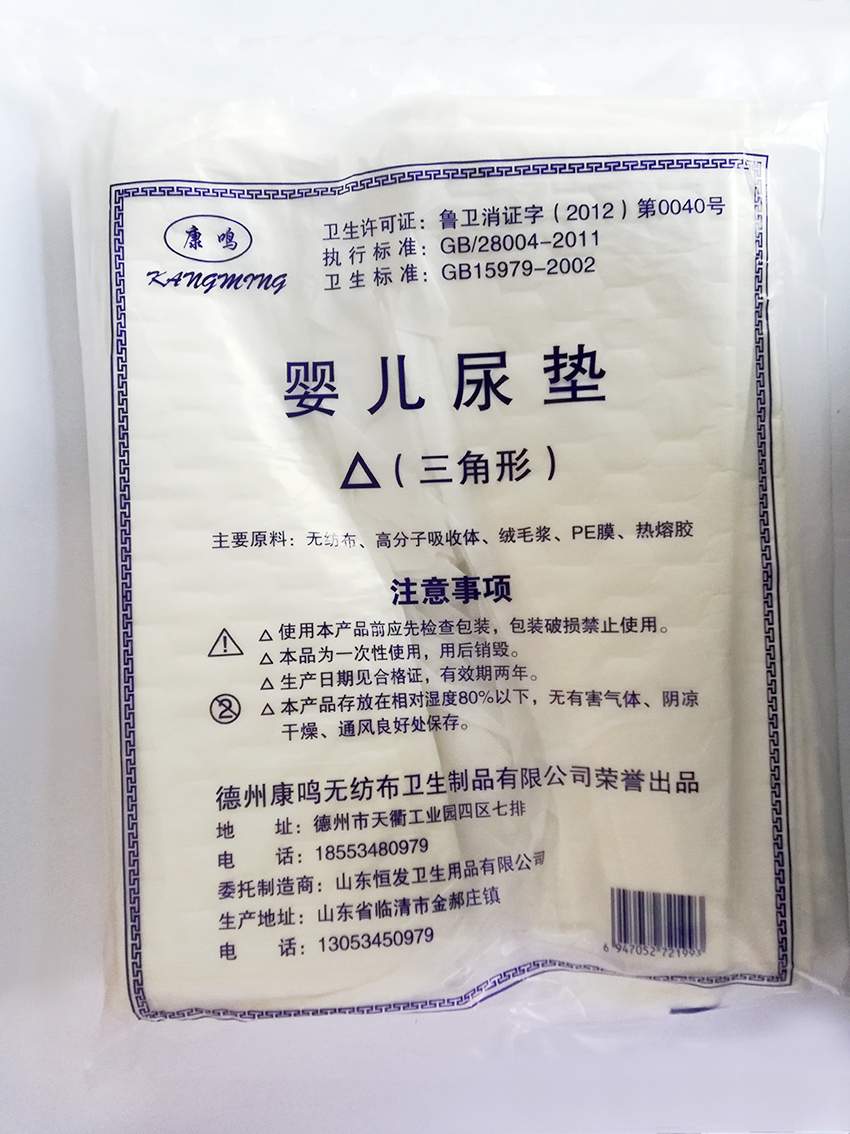 康鸣
KANGMING
卫生许可证：鲁卫消证字（2012）第0040号
执行标准：GB/28004-2011
卫生标准：GB15979-2002
婴儿尿垫
△（三角形）
主要原料：无纺布、高分子吸收体、绒毛浆、PE膜、热熔胶
注意事项
△使用本产品前应先检查包装，包装破损禁止使用。
△本品为一次性使用，用后销毁。
△生产日期见合格证，有效期两年。
2
△本产品存放在相对湿度80%以下，无有害气体、阴凉
干燥、通风良好处保存。
德州康鸣无纺布卫生制品有限公司荣誉出品
地　　址：德州市天衢工业园四区七排
电　　话：18553480979
委托制造商：山东恒发卫生用品有限公司
生产地址：山东省临清市金郝庄镇
电　　话：13053450979
6 947052 721993